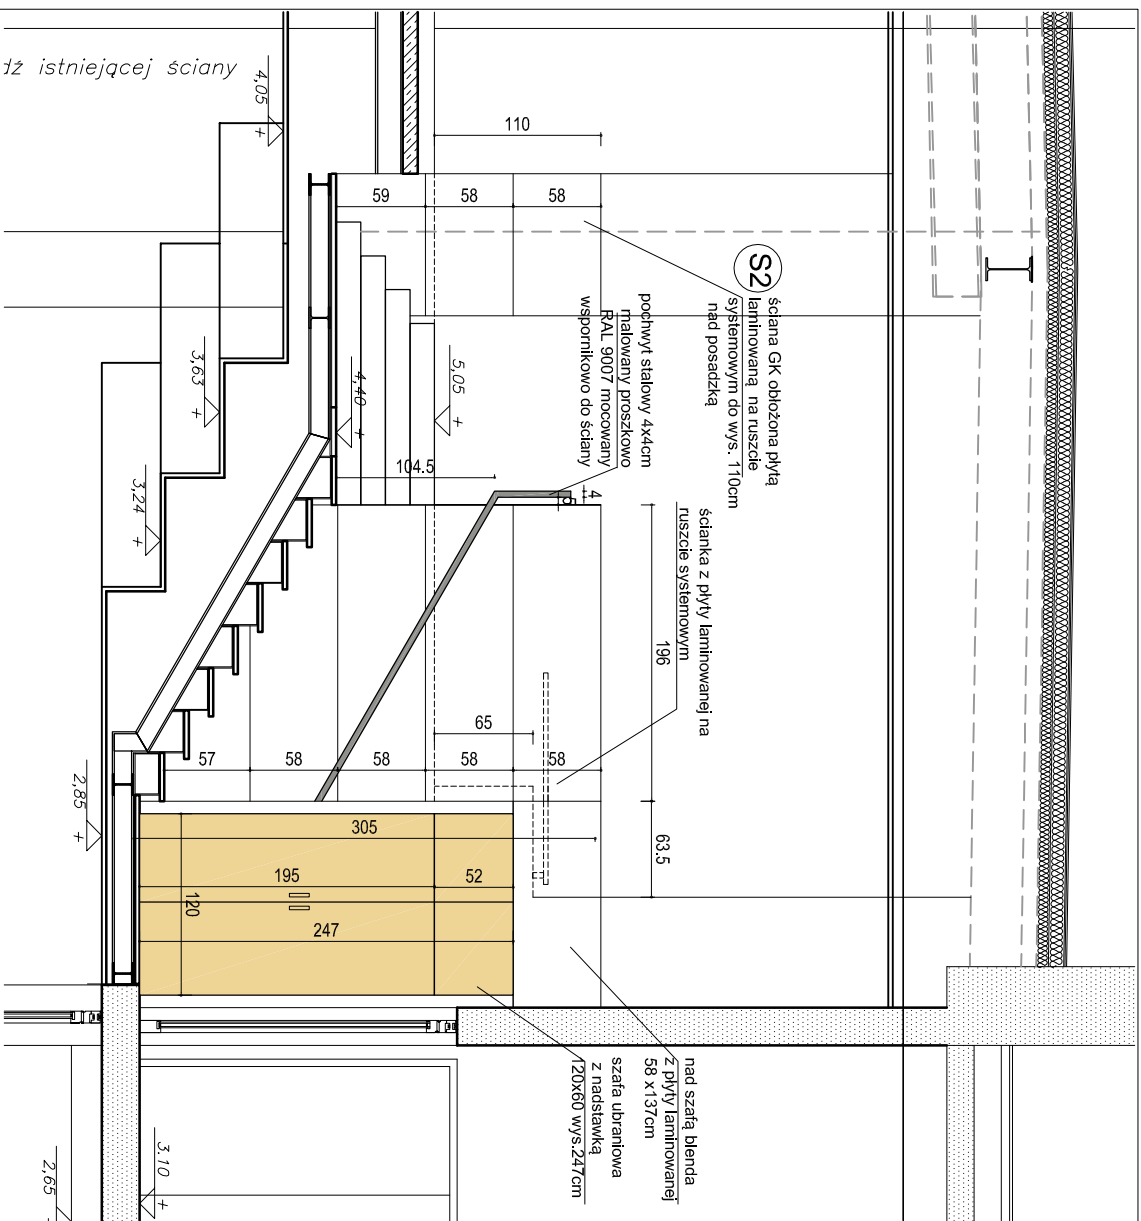 dź istniejącej ściany
4,05
110
59
58
58
S2
ściana GK obłożona płytą
laminowaną na ruszcie
systemowym do wys. 110cm
nad posadzką
pochwyt stalowy 4x4cm
malowany proszkowo
RAL 9007 mocowany
wspornikowo do ściany
3,63
4,40
5,05
104.5
4
3,24
ścianka z płyty laminowanej na
ruszcie systemowym
196
65
57
58
58
58
58
2,85
305
63.5
195
52
120
247
nad szafą blenda
z płyty laminowanej
58 x137cm
szafa ubraniowa
z nadstawką
120x60 wys.247cm
3.10
2,65